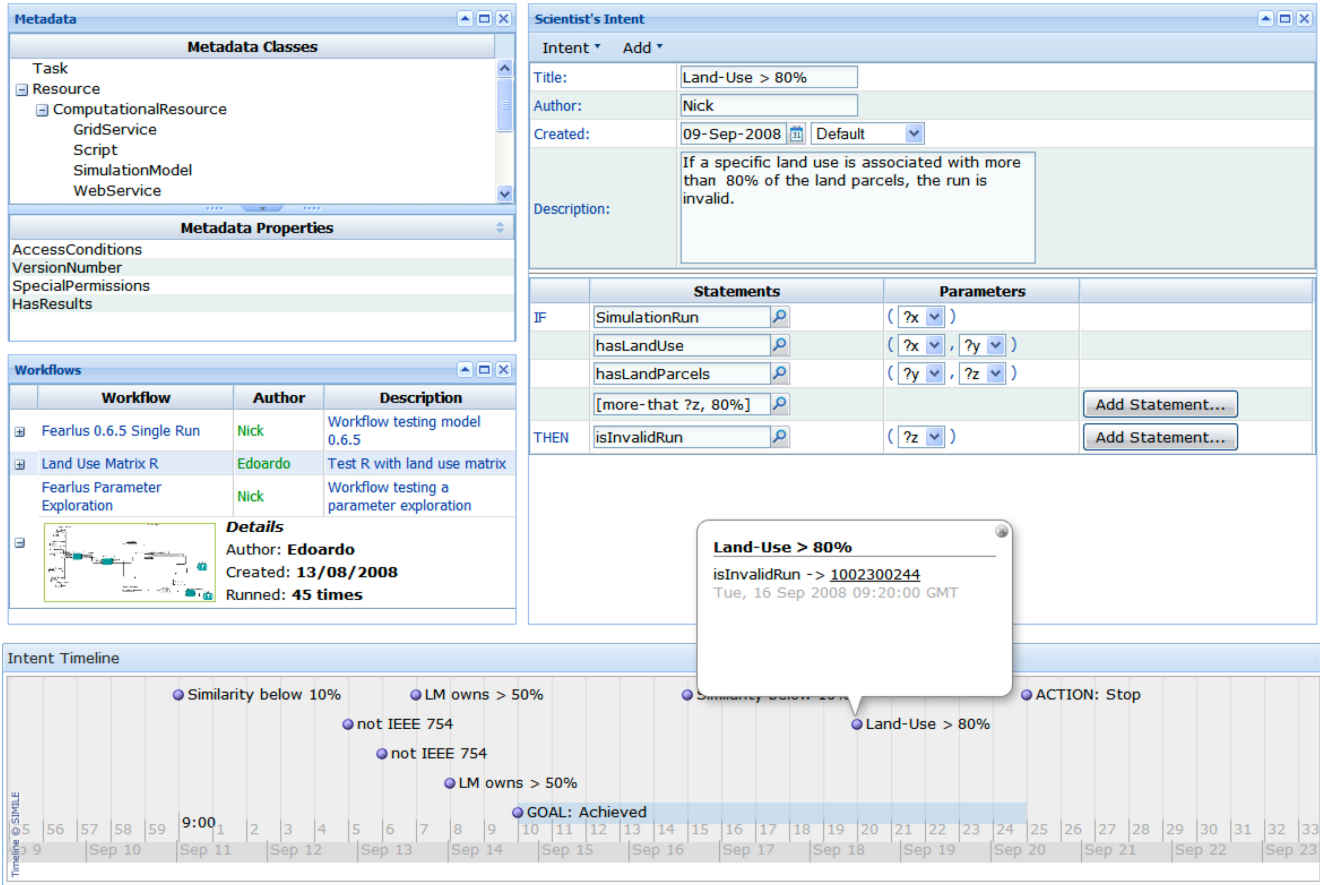 Metadata
Metadata Classes
Task
Resource
ComputationalResource
GridService
Script
SimulationModel
WebService
Metadata Properties
AccessConditions
VersionNumber
SpecialPermissions
HasResults
Workflows
Workflow Author Description
Fearlus 0.6.5 Single Run Nick Workflow testing model
0.6.5
Land Use Matrix R Edoardo Test R with land use matrix
Fearlus Parameter
Exploration Nick Workflow testing a
parameter exploration
Details
Author: Edoardo
Created: 13/08/2008
Runned: 45 times
Scientist's Intent
Intent Add
Title: Land-Use > 80%
Author: Nick
Created: 09-Sep-2008 31 Default
Description: If a specific land use is associated with more
than 80% of the land parcels, the run is
invalid.
Statements Parameters
IF SimulationRun ( ?x )
hasLandUse ( ?x , ?y )
hasLandParcels ( ?y , ?z )
[more-that ?z, 80%] Add Statement...
THEN isInvalidRun ( ?z ) Add Statement...
Land-Use > 80%
isInvalidRun -> 1002300244
Tue, 16 Sep 2008 09:20:00 GMT
Intent Timeline
Similarity below 10% LM owns > 50% Similarity below 10% ACTION: Stop
not IEEE 754 Land-Use > 80%
not IEEE 754
LM owns > 50%
GOAL: Achieved
5 56 57 58 59 9:00 1 2 3 4 5 6 7 8 9 10 11 12 13 14 15 16 17 18 19 20 21 22 23 24 25 26 27 28 29 30 31 32 33
9 Sep 10 Sep 11 Sep 12 Sep 13 Sep 14 Sep 15 Sep 16 Sep 17 Sep 18 Sep 19 Sep 20 Sep 21 Sep 22 Sep 23
Timeline © SIMILE